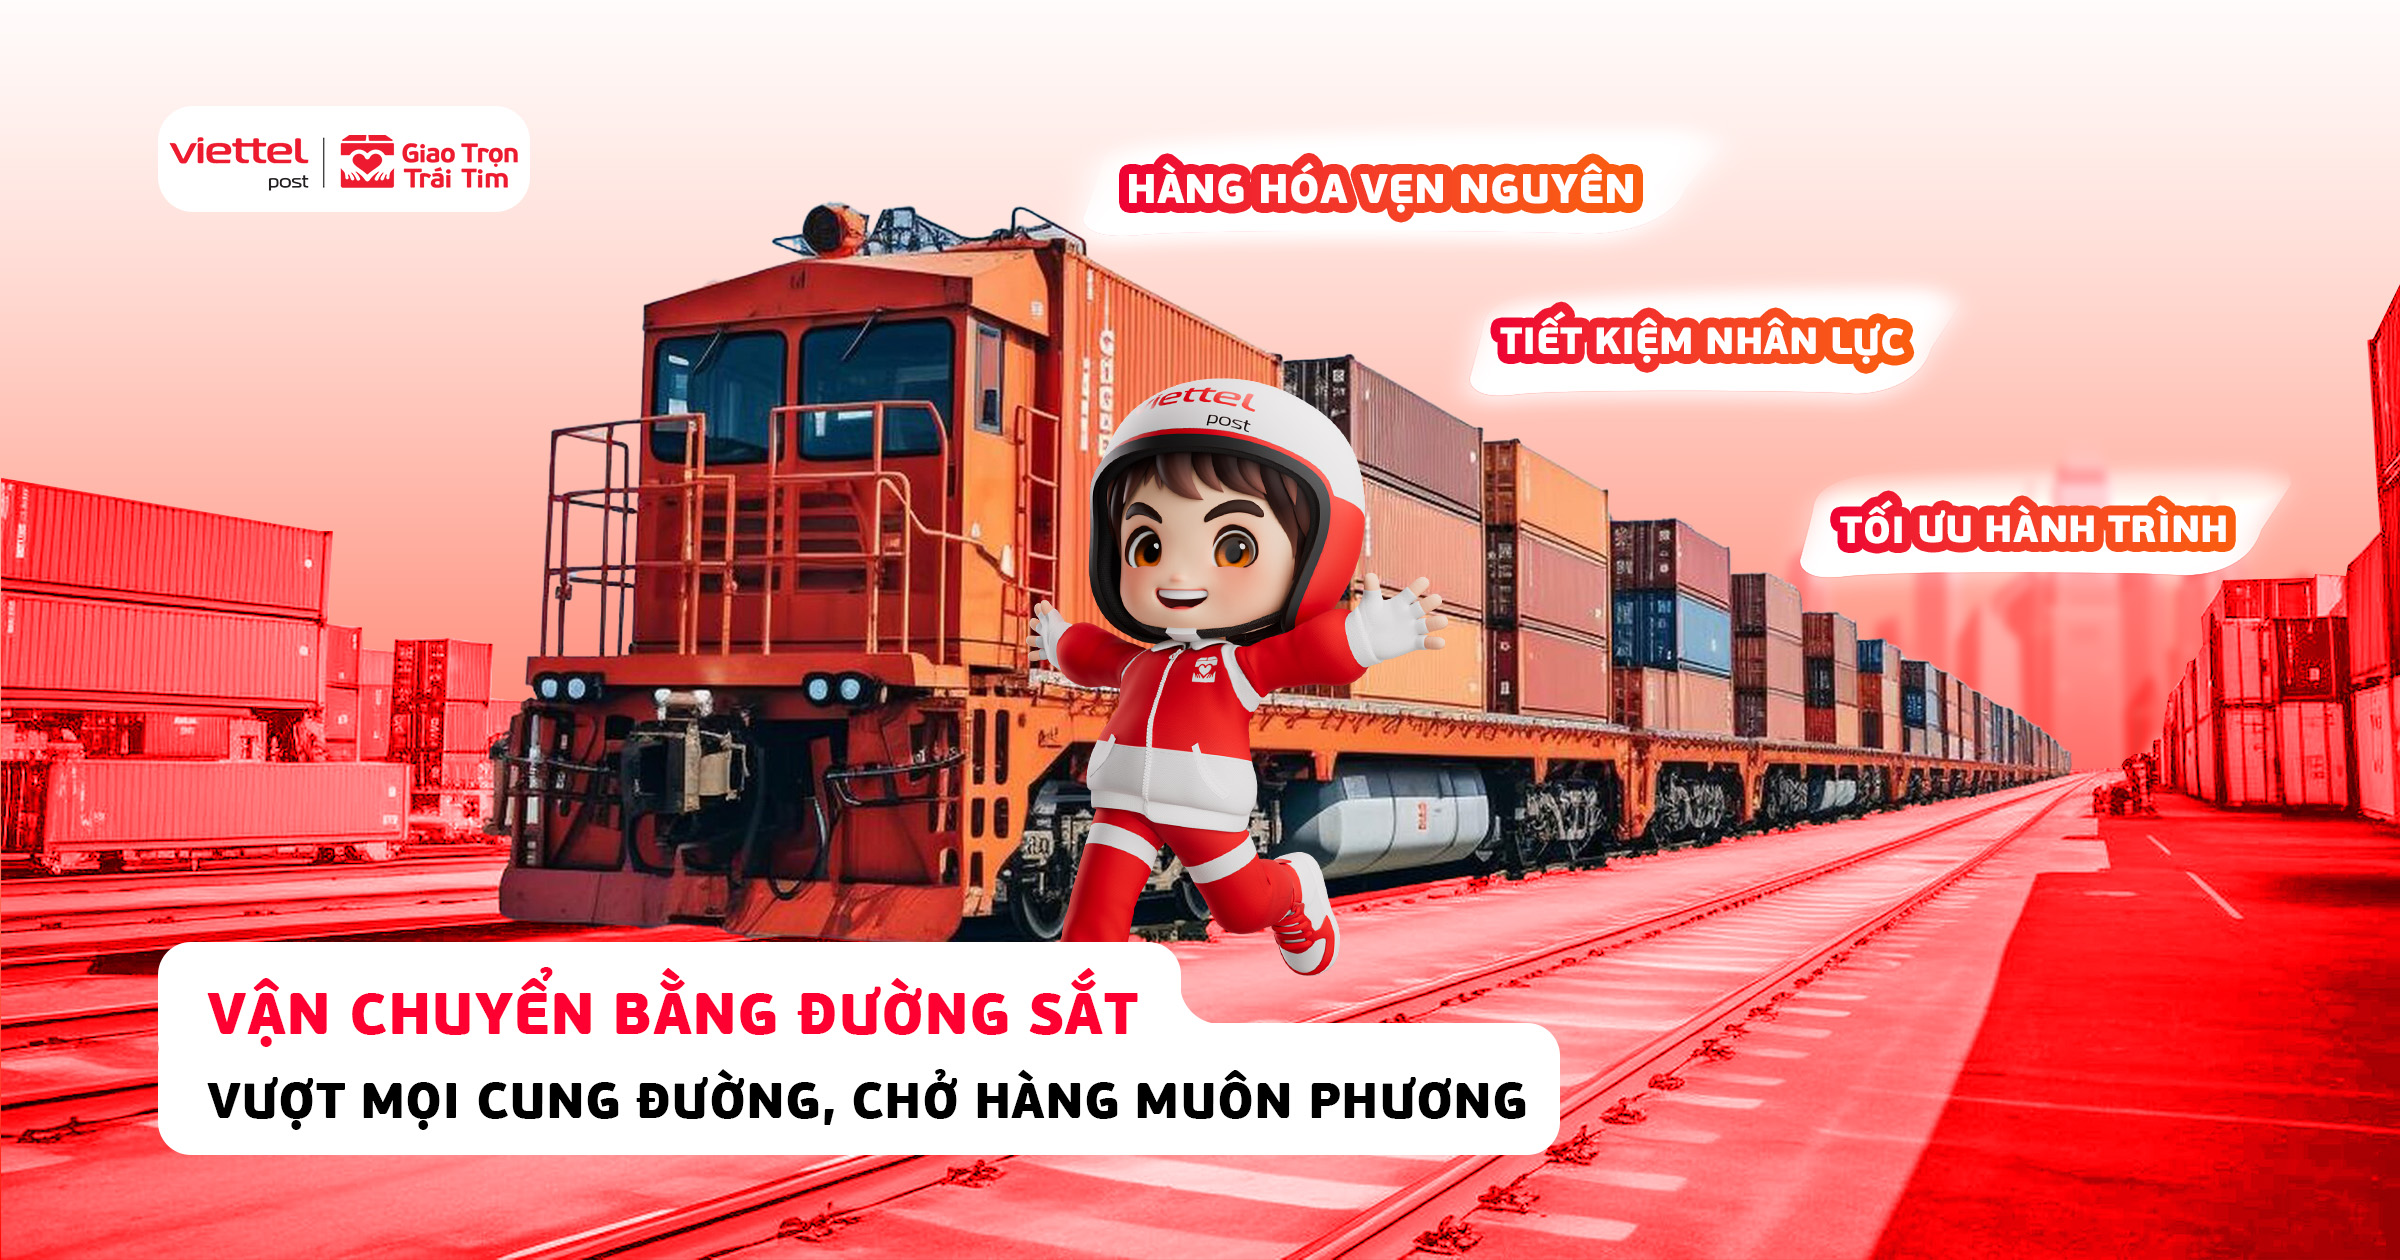 viettel
post
Giao Trọn
Trái Tim
HÀNG HÓA VẸN NGUYÊN
TIẾT KIỆM NHÂN LỰC
TỐI ƯU HÀNH TRÌNH
viettel
post
VẬN CHUYỂN BẰNG ĐƯỜNG SẮT
VƯỢT MỌI CUNG ĐƯỜNG, CHỞ HÀNG MUÔN PHƯƠNG